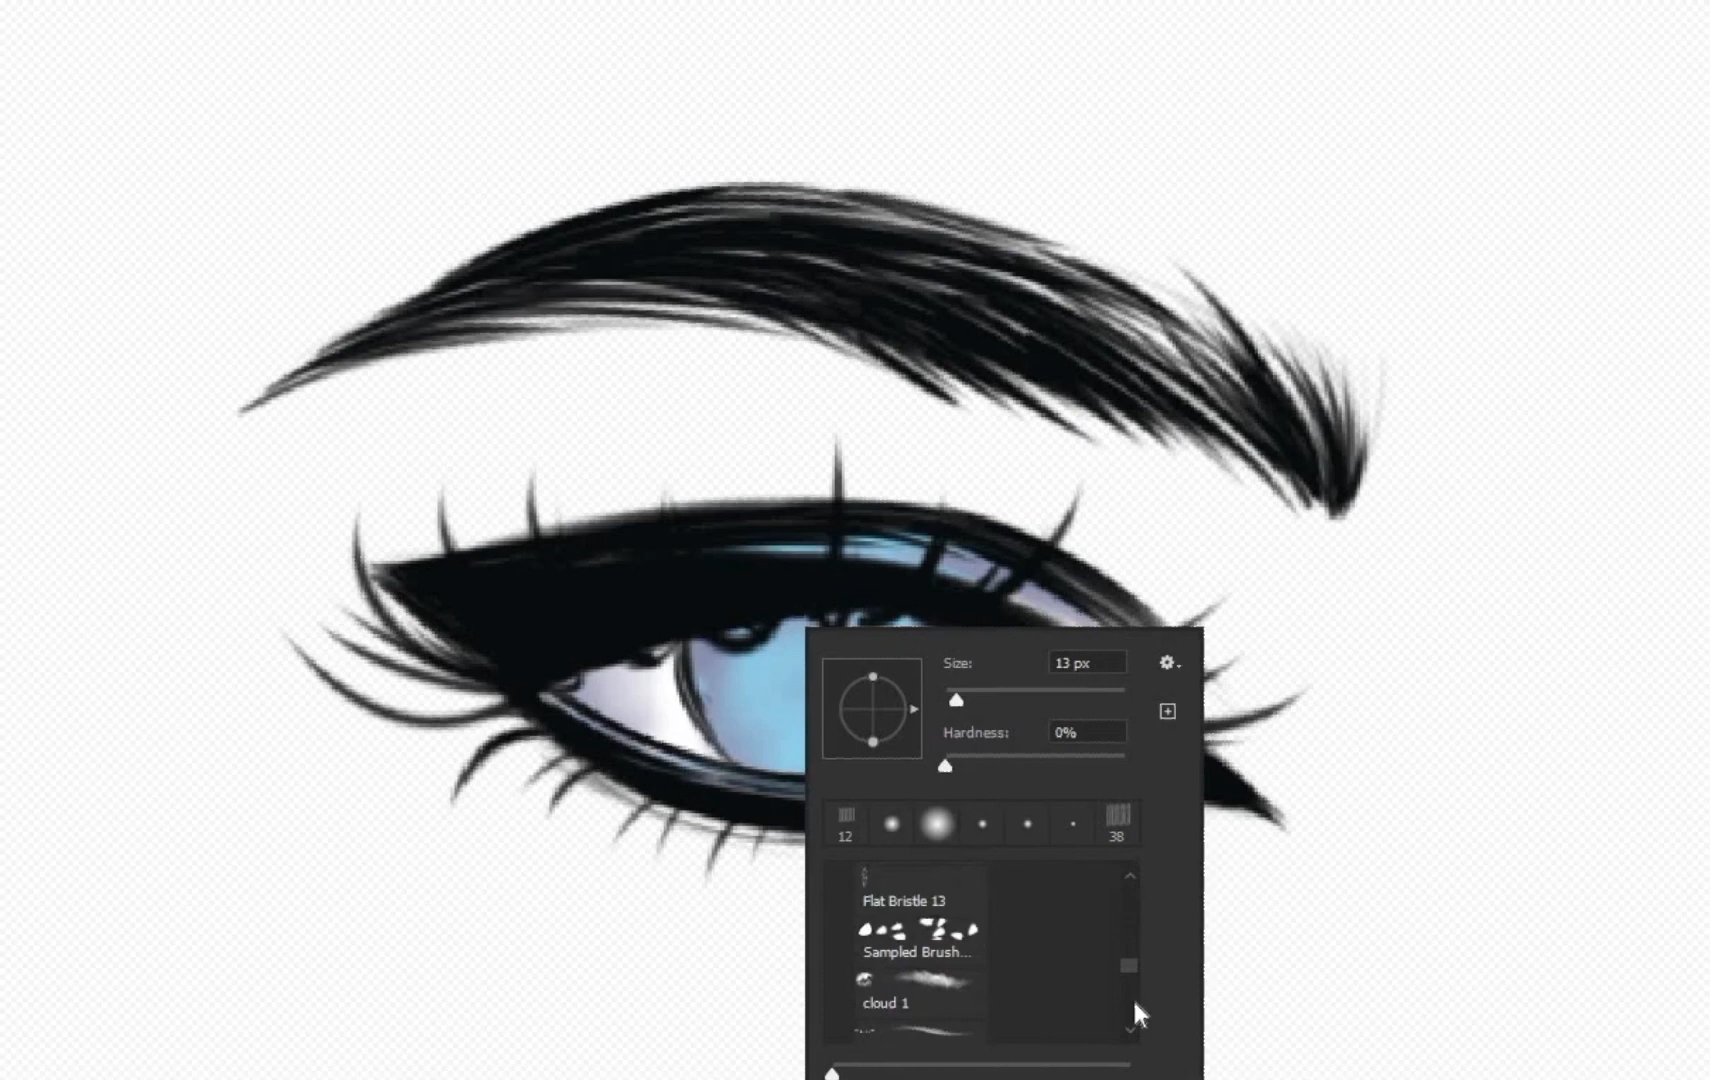 Size: 13 px
Hardness: 0%
12 38
Flat Bristle 13
Sampled Brush...
cloud 1